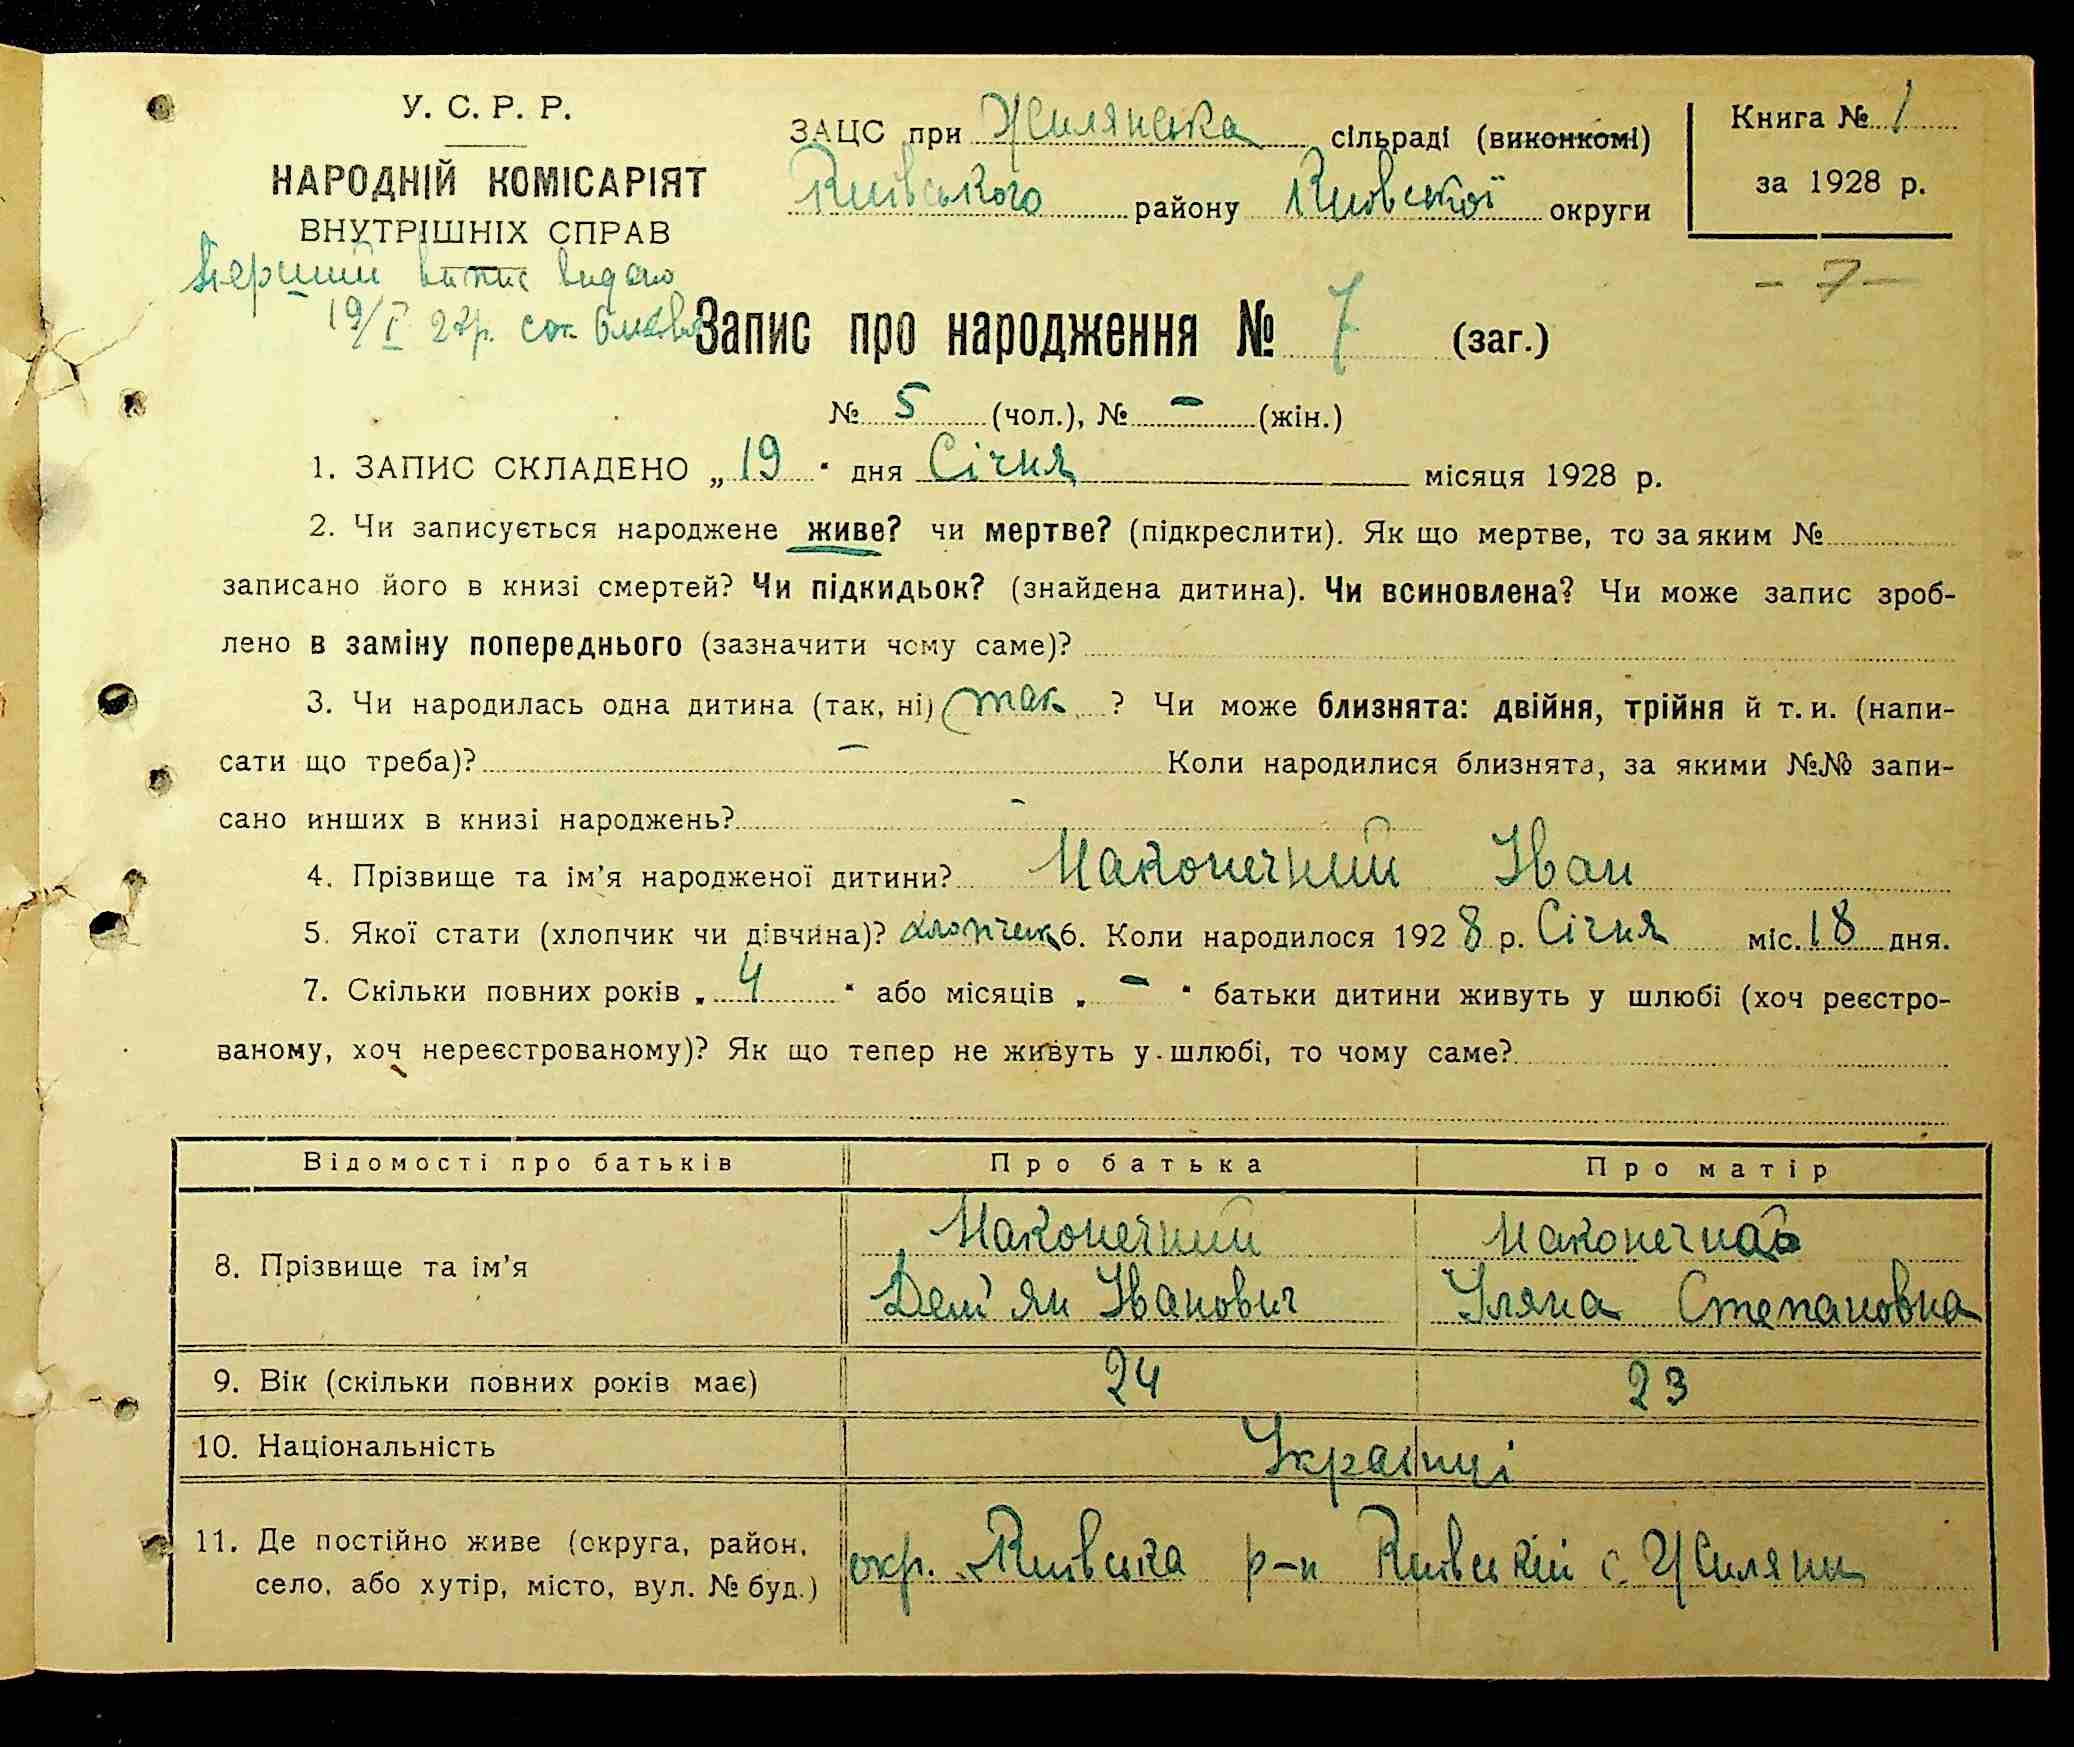 У. С. Р. Р.
НАРОДНІЙ КОМІСАРІЯТ
ВНУТРІШНІХ СПРАВ
Перший випис видано
19/I 28р.
ЗАЦС при Жилянська сільраді (виконкомі)
Київського району Київської округи
Книга № 1
за 1928 р.
- 7 -
Запис про народження № 7 (заг.)
№ 5 (чол.), № - (жін.)
1. ЗАПИС СКЛАДЕНО „ 19 " дня Січня місяця 1928 р.
2. Чи записується народжене живе? чи мертве? (підкреслити). Як що мертве, то за яким №
записано його в книзі смертей? Чи підкидьок? (знайдена дитина). Чи всиновлена? Чи може запис зроб-
лено в заміну попереднього (зазначити чому саме)?
3. Чи народилась одна дитина (так, ні) так ? Чи може близнята: двійня, трійня й т. и. (напи-
сати що треба)? - Коли народилися близнята, за якими №№ запи-
сано инших в книзі народжень? -
4. Прізвище та ім'я народженої дитини? Наконечний Іван
5. Якої стати (хлопчик чи дівчина)? хлопчик 6. Коли народилося 1928 р. Січня міс. 18 дня.
7. Скільки повних років „ 4 " або місяців „ - " батьки дитини живуть у шлюбі (хоч реєстро-
ваному, хоч нереєстрованому)? Як що тепер не живуть у шлюбі, то чому саме?
Відомості про батьків Про батька Про матір
8. Прізвище та ім'я
Наконечний Наконечная
Дем'ян Іванович Уляна Степановна
9. Вік (скільки повних років має) 24 23
10. Національність Українці
11. Де постійно живе (округа, район,
село, або хутір, місто, вул. № буд.)
окр. Київська р-н Київський с. Жиляни